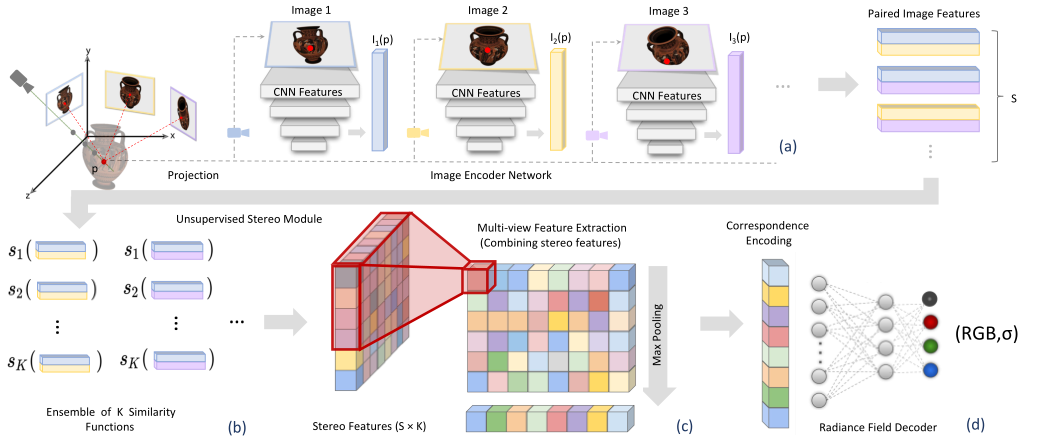 Image 1
Image 2
Image 3
Paired Image Features
y
x
z
p
I₁(p)
I₂(p)
I₃(p)
CNN Features
CNN Features
CNN Features
...
S
(a)
Projection
Image Encoder Network
Unsupervised Stereo Module
s₁( )
s₁( )
s₂( )
s₂( )
...
s_K( )
s_K( )
Ensemble of K Similarity
Functions
(b)
Stereo Features (S × K)
Multi-view Feature Extraction
(Combining stereo features)
Max Pooling
(c)
Correspondence
Encoding
(RGB,σ)
Radiance Field Decoder
(d)